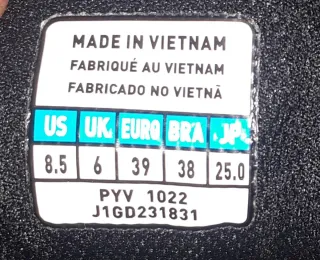 MADE IN VIETNAM
FABRIQUÉ AU VIETNAM
FABRICADO NO VIETNÃ
US UK EURO BRA JP
8.5 6 39 38 25.0
PYV 1022
J1GD231831